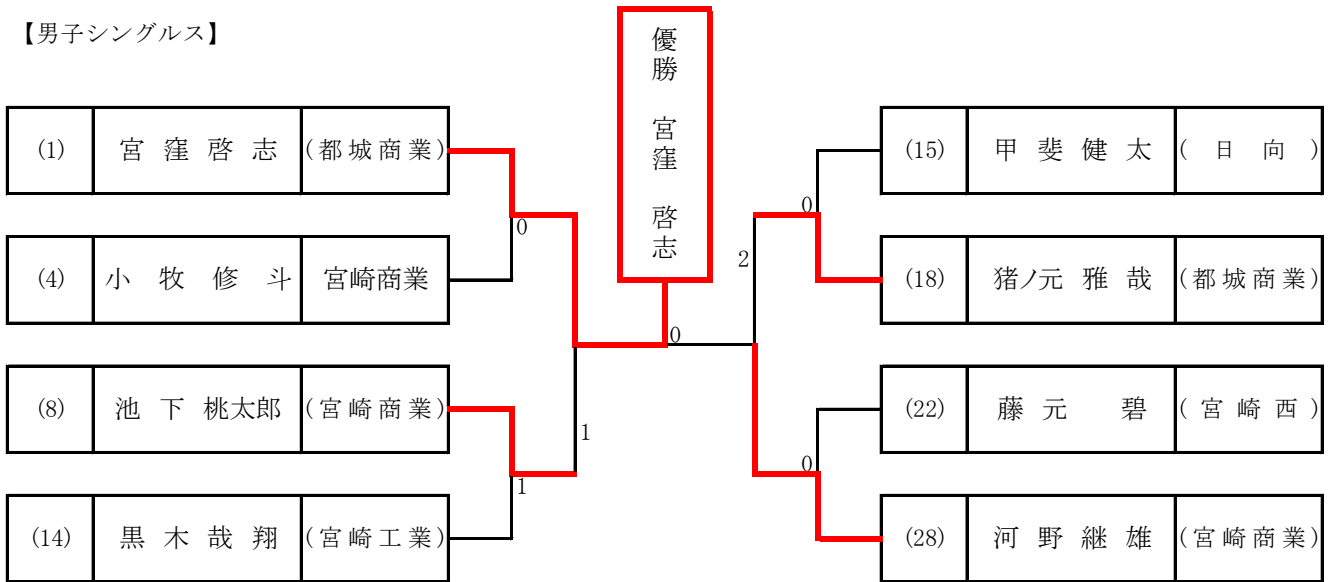 【男子シングルス】
優勝 宮窪 啓志
(1) 宮窪啓志 (都城商業)
0
(4) 小牧修斗 宮崎商業
(8) 池下桃太郎 (宮崎商業)
1
1
(14) 黒木哉翔 (宮崎工業)
0
2
(15) 甲斐健太 (日向)
0
(18) 猪ノ元雅哉 (都城商業)
(22) 藤元 碧 (宮崎西)
0
(28) 河野継雄 (宮崎商業)